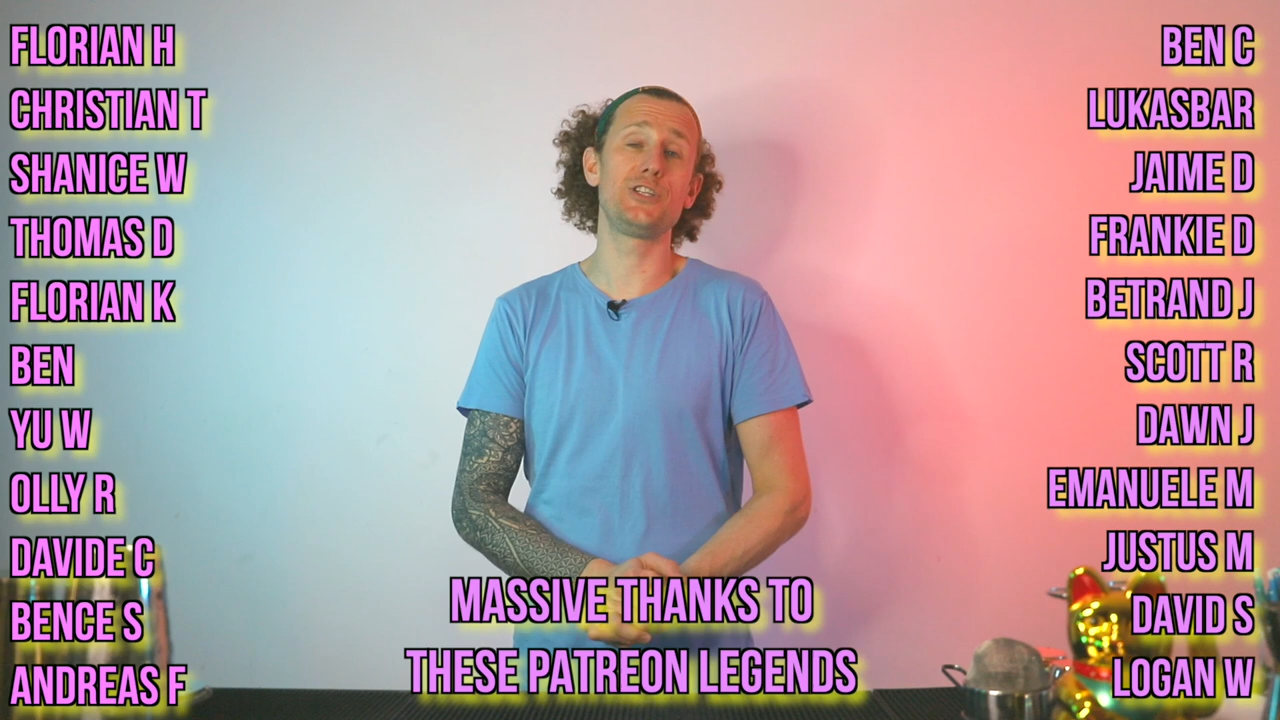 FLORIAN H
CHRISTIAN T
SHANICE W
THOMAS D
FLORIAN K
BEN
YU W
OLLY R
DAVIDE C
BENCE S
ANDREAS F
BEN C
LUKASBAR
JAIME D
FRANKIE D
BETRAND J
SCOTT R
DAWN J
EMANUELE M
JUSTUS M
DAVID S
LOGAN W
MASSIVE THANKS TO
THESE PATREON LEGENDS